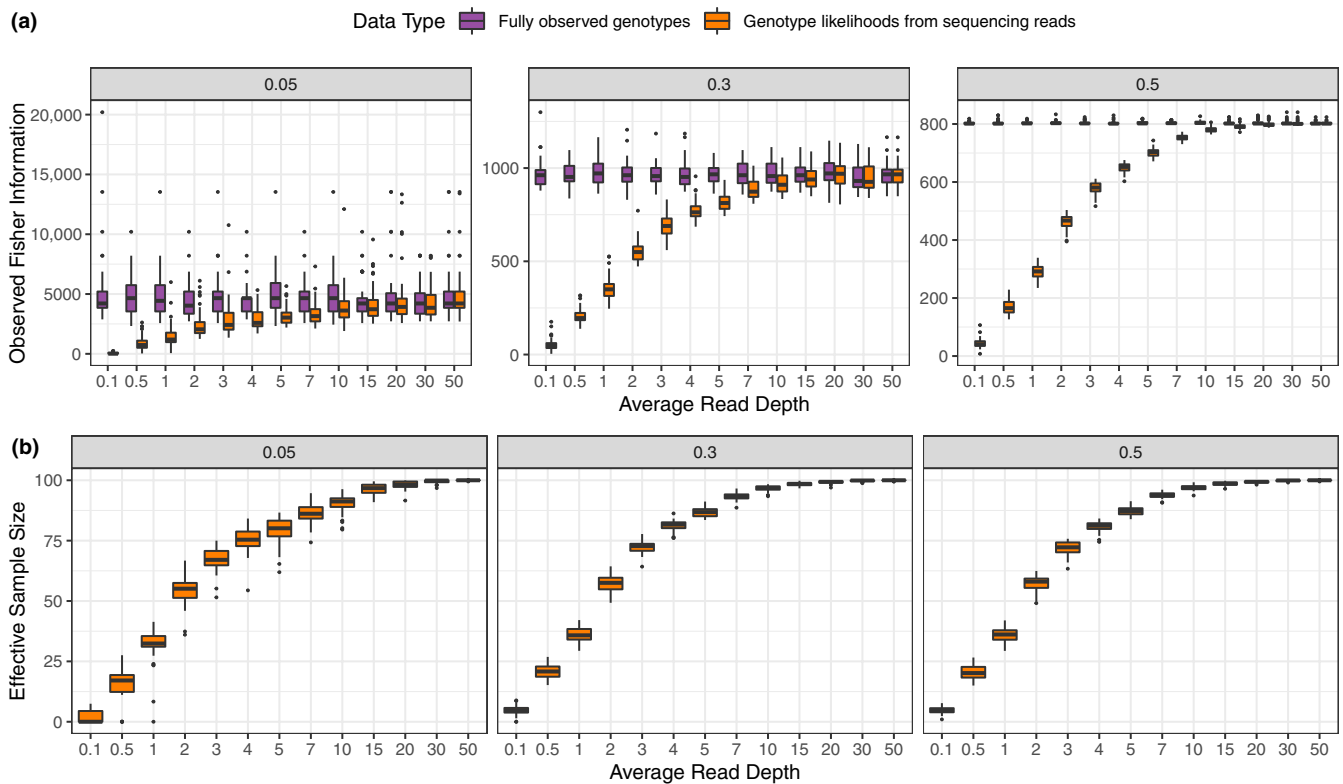 (a)
Data Type Fully observed genotypes Genotype likelihoods from sequencing reads
0.05 0.3 0.5
Observed Fisher Information
20,000
15,000
10,000
5000
0
1000
500
0
800
600
400
200
0
0.1 0.5 1 2 3 4 5 7 10 15 20 30 50
0.1 0.5 1 2 3 4 5 7 10 15 20 30 50
0.1 0.5 1 2 3 4 5 7 10 15 20 30 50
Average Read Depth
(b)
0.05 0.3 0.5
Effective Sample Size
100
75
50
25
0
0.1 0.5 1 2 3 4 5 7 10 15 20 30 50
0.1 0.5 1 2 3 4 5 7 10 15 20 30 50
0.1 0.5 1 2 3 4 5 7 10 15 20 30 50
Average Read Depth